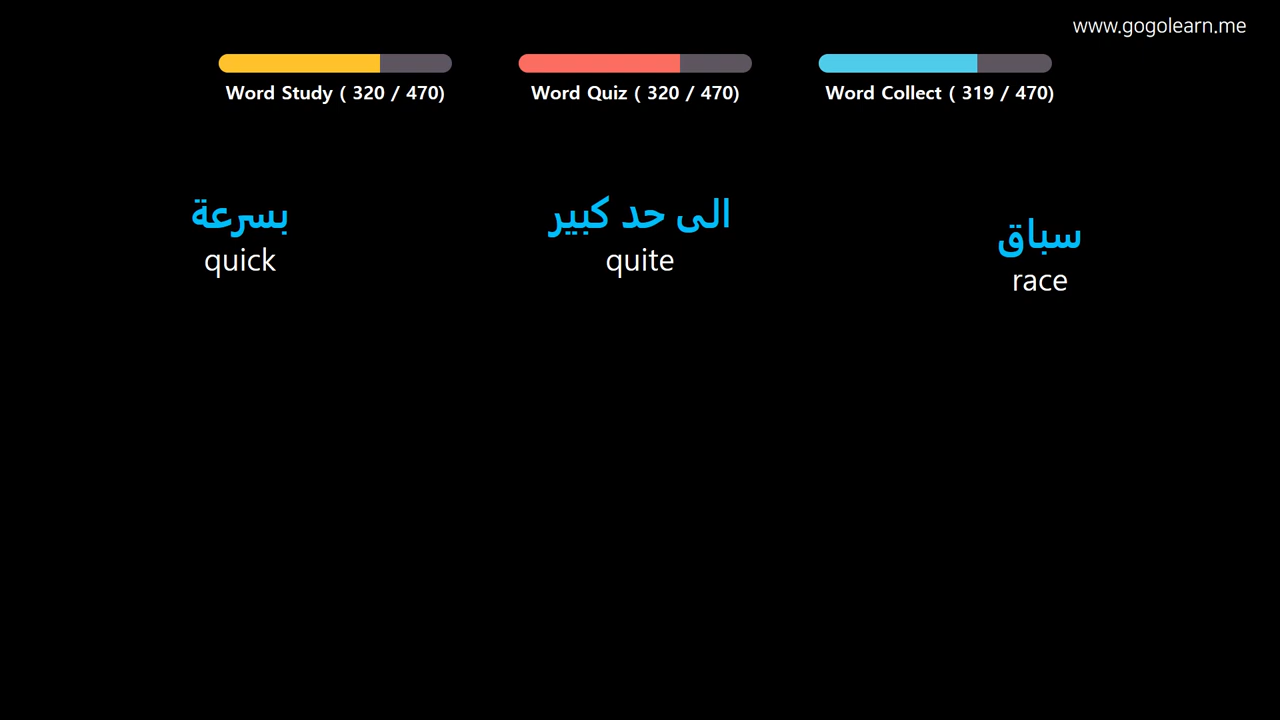 www.gogolearn.me
Word Study ( 320 / 470)
Word Quiz ( 320 / 470)
Word Collect ( 319 / 470)
بسرعة
quick
الى حد كبير
quite
سباق
race